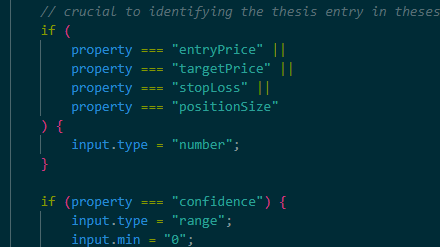 // crucial to identifying the thesis entry in theses
if (
property === "entryPrice" ||
property === "targetPrice" ||
property === "stopLoss" ||
property === "positionSize"
) {
input.type = "number";
}
if (property === "confidence") {
input.type = "range";
input.min = "0";